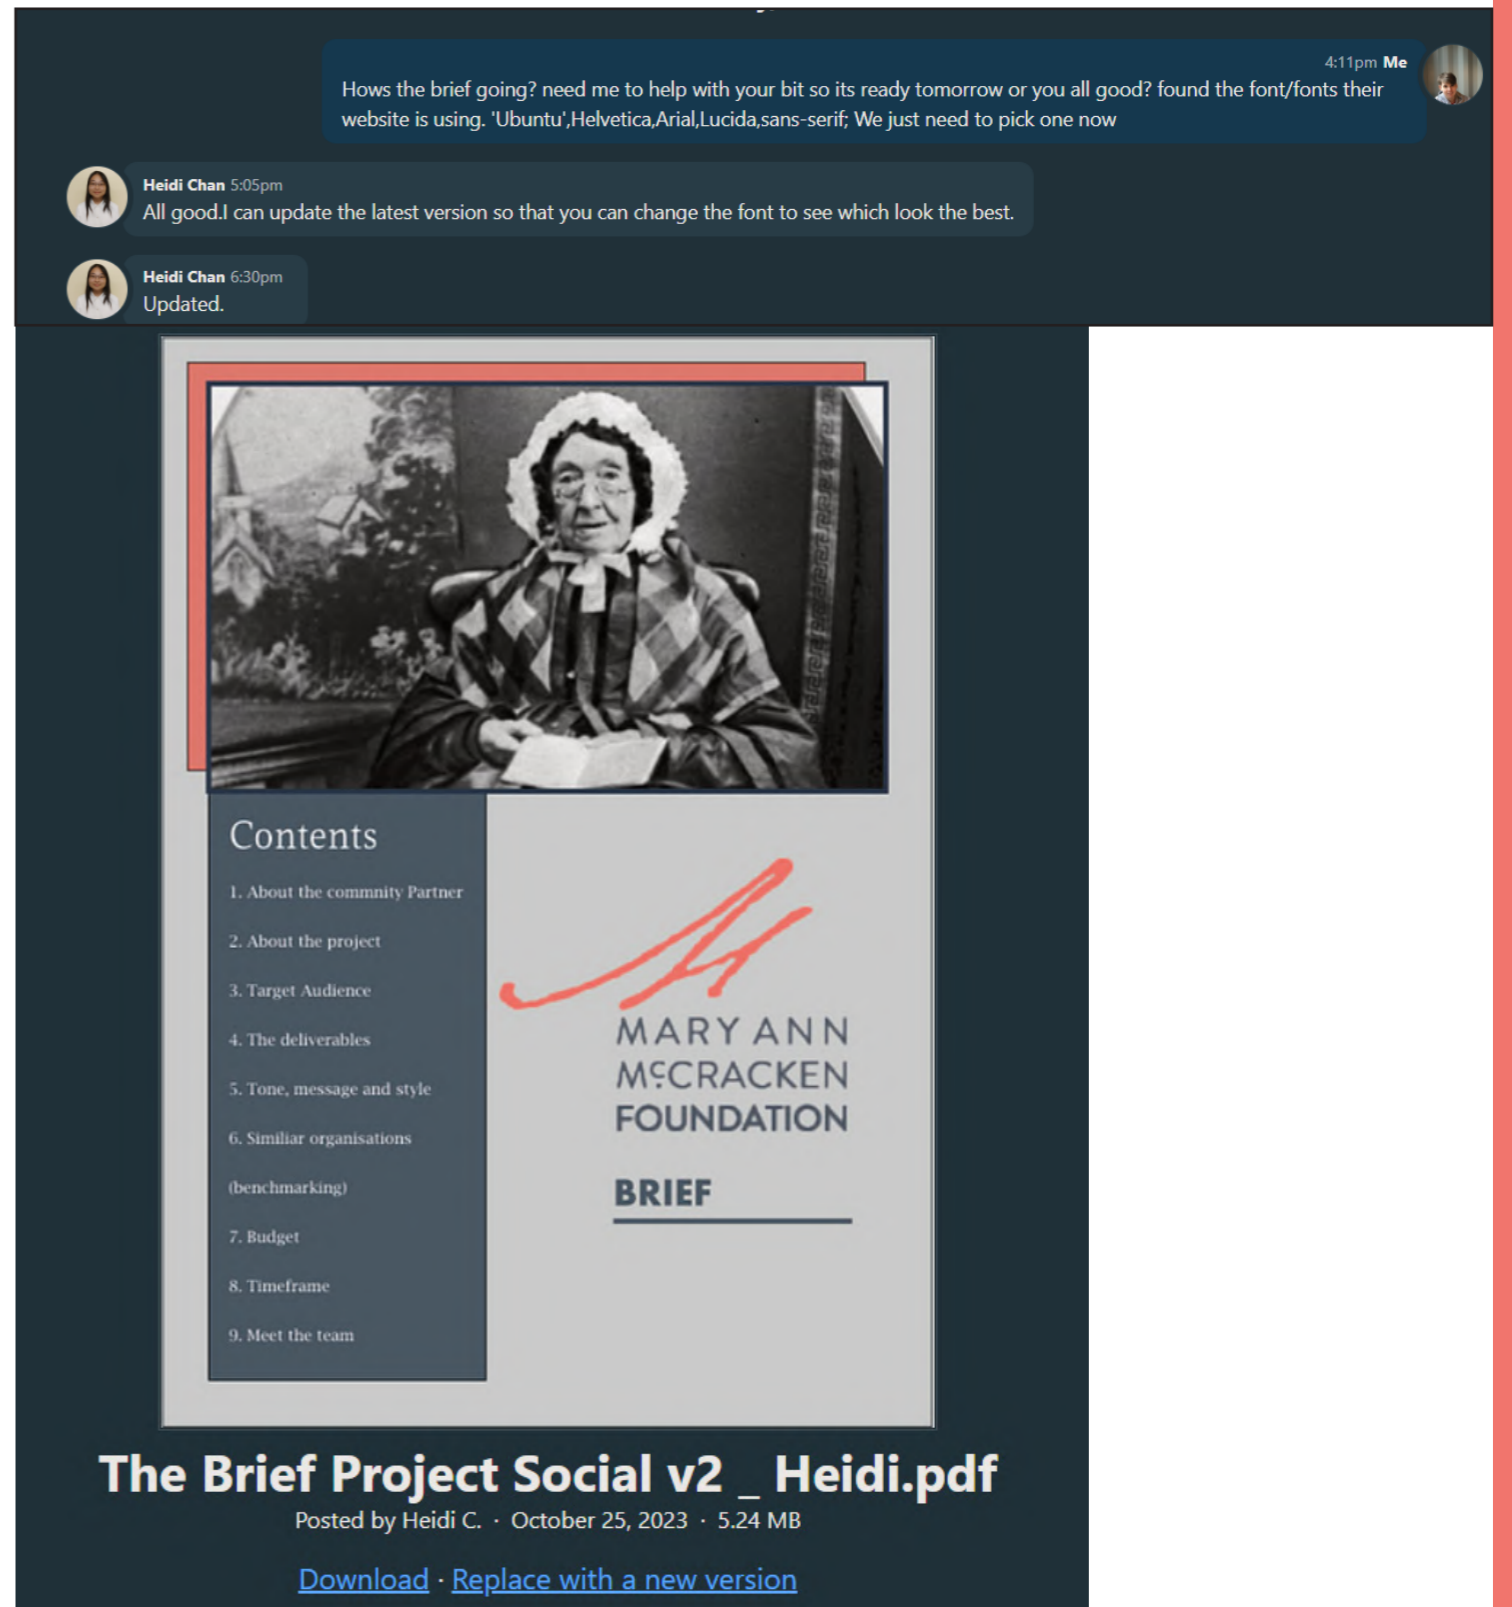 4:11pm Me
Hows the brief going? need me to help with your bit so its ready tomorrow or you all good? found the font/fonts their
website is using. 'Ubuntu',Helvetica,Arial,Lucida,sans-serif; We just need to pick one now
Heidi Chan 5:05pm
All good.I can update the latest version so that you can change the font to see which look the best.
Heidi Chan 6:30pm
Updated.
Contents
1. About the commnity Partner
2. About the project
3. Target Audience
4. The deliverables
5. Tone, message and style
6. Similiar organisations
(benchmarking)
7. Budget
8. Timeframe
9. Meet the team
MARY ANN
McCRACKEN
FOUNDATION
BRIEF
The Brief Project Social v2 _ Heidi.pdf
Posted by Heidi C. · October 25, 2023 · 5.24 MB
Download · Replace with a new version